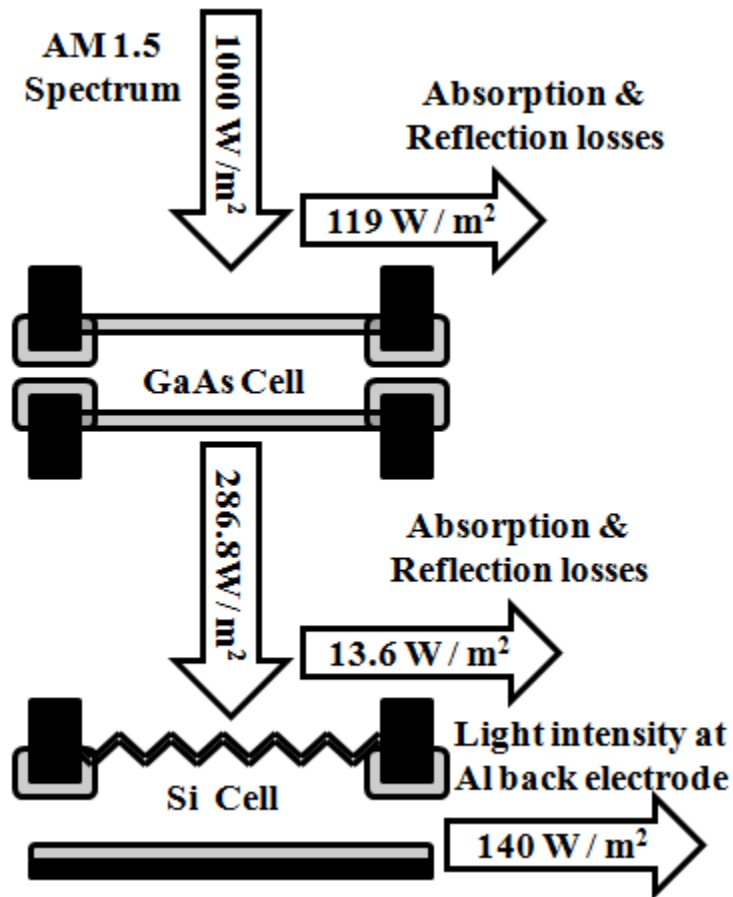 AM 1.5
Spectrum
1000 W/m²
Absorption &
Reflection losses
119 W / m²
GaAs Cell
286.8W/m²
Absorption &
Reflection losses
13.6 W / m²
Light intensity at
Al back electrode
Si Cell
140 W / m²